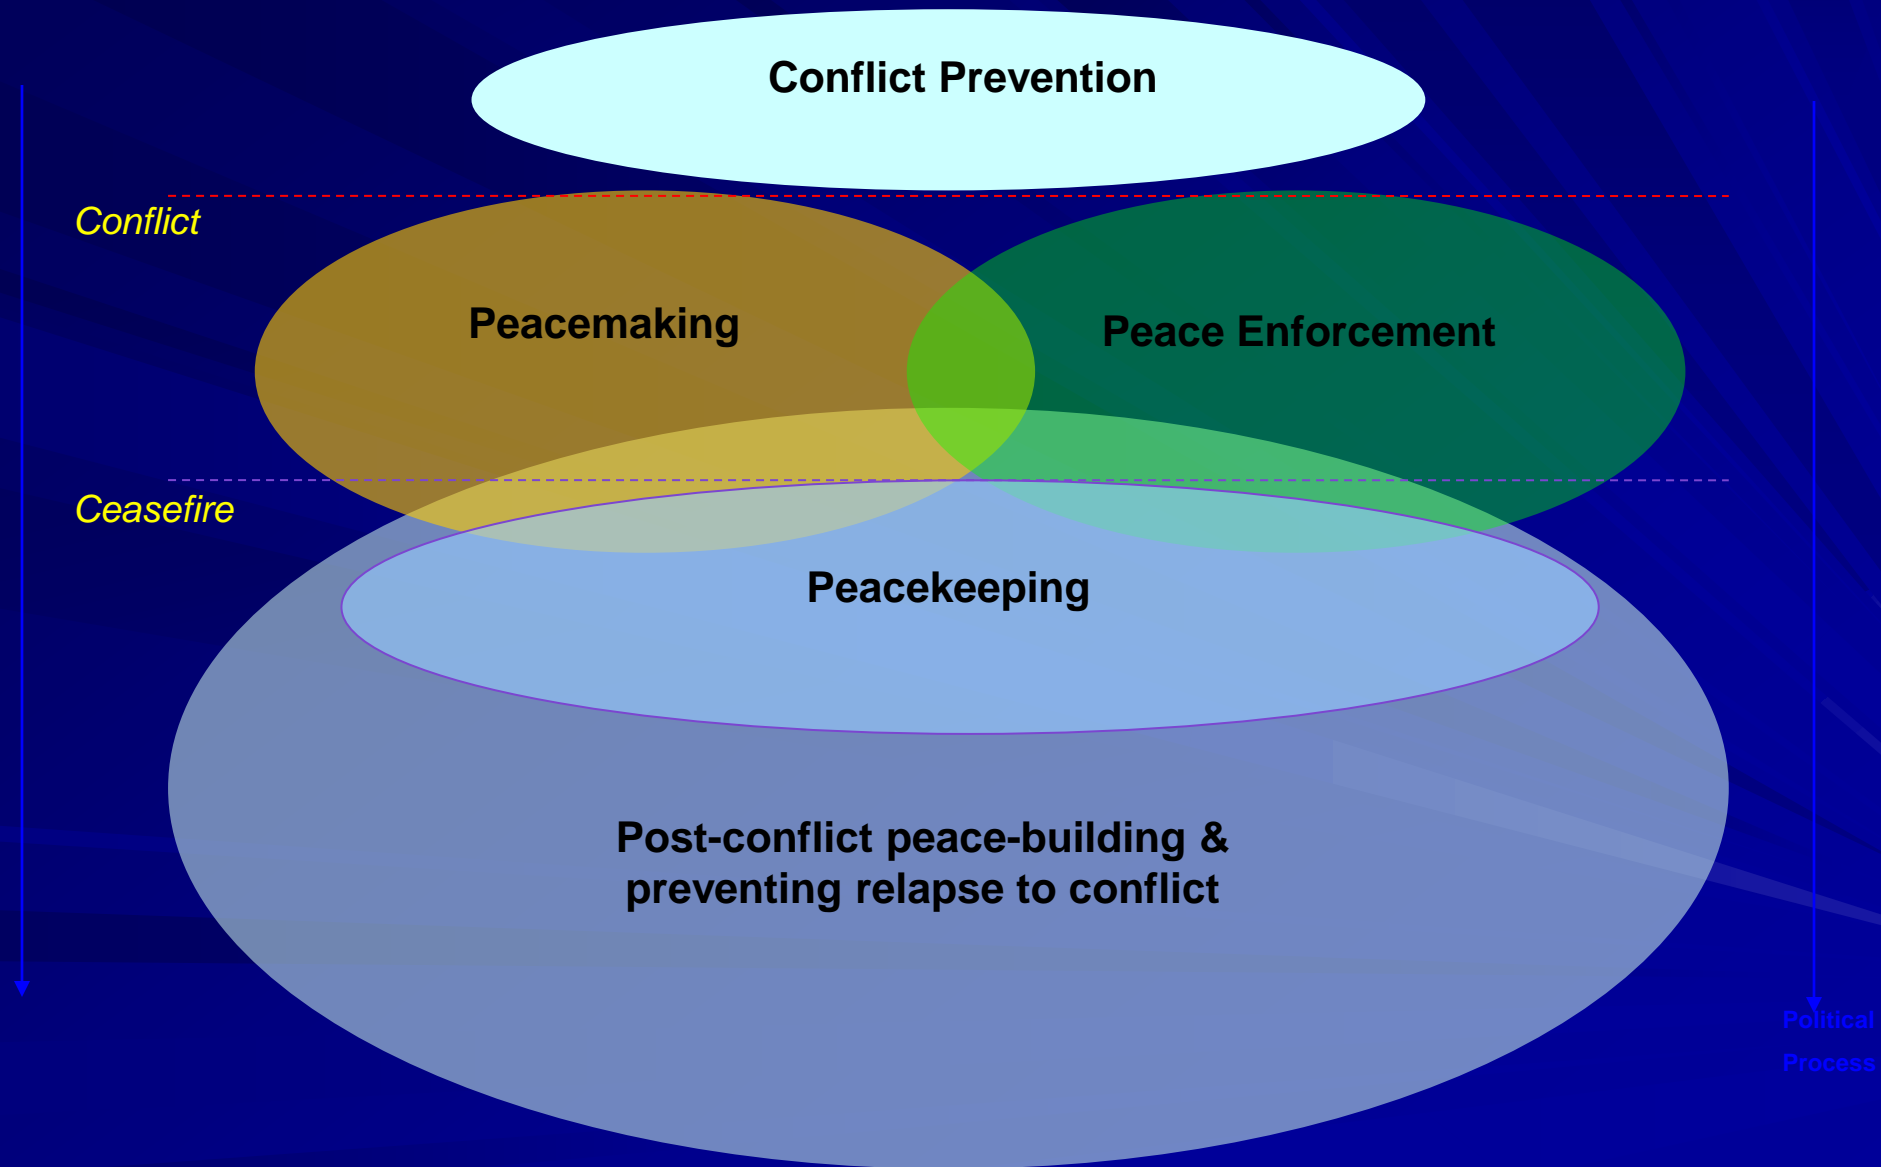 Conflict Prevention
Conflict
Peacemaking
Peace Enforcement
Ceasefire
Peacekeeping
Post-conflict peace-building &
preventing relapse to conflict
Political
Process